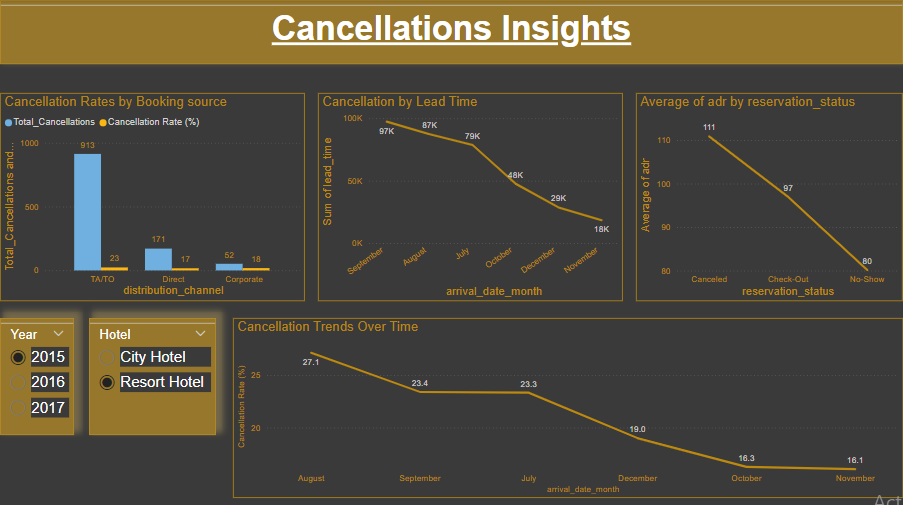 Cancellations Insights
Cancellation Rates by Booking source
Total_Cancellations Cancellation Rate (%)
Total_Cancellations and...
1000
500
0
913
23
171
17
52
18
TA/TO Direct Corporate
distribution_channel
Cancellation by Lead Time
Sum of lead_time
100K
50K
0K
97K
87K
79K
48K
29K
18K
September August July October December November
arrival_date_month
Average of adr by reservation_status
Average of adr
110
100
90
80
111
97
80
Canceled Check-Out No-Show
reservation_status
Year
2015
2016
2017
Hotel
City Hotel
Resort Hotel
Cancellation Trends Over Time
Cancellation Rate (%)
25
20
27.1
23.4
23.3
19.0
16.3
16.1
August September July December October November
arrival_date_month
Act